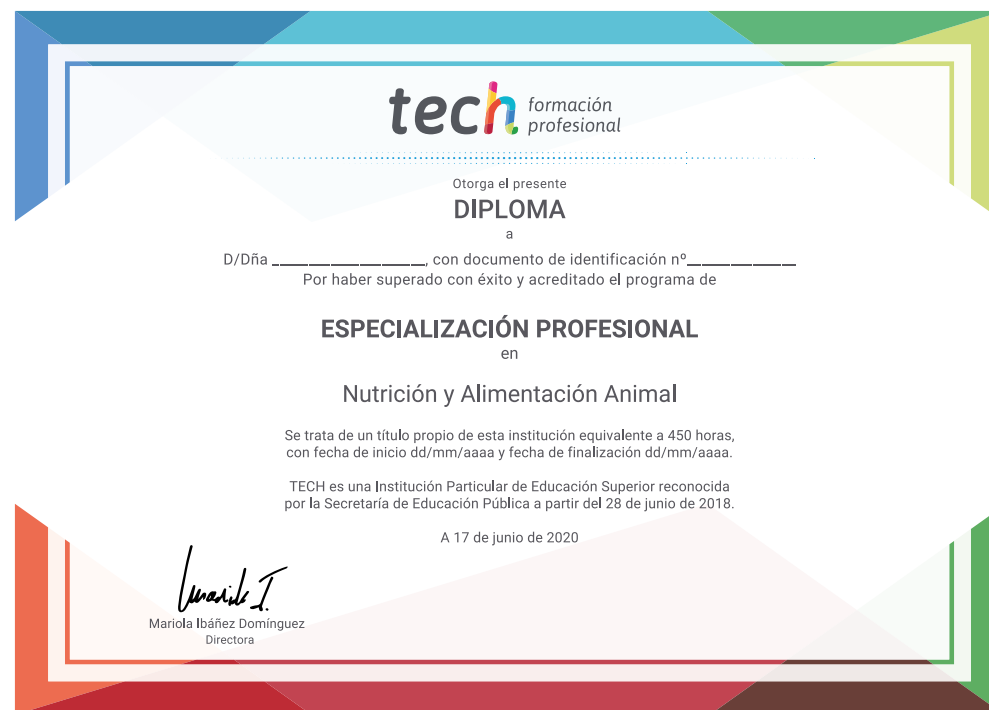 tech formación
profesional
Otorga el presente
DIPLOMA
a
D/Dña ____________________, con documento de identificación nº______________
Por haber superado con éxito y acreditado el programa de
ESPECIALIZACIÓN PROFESIONAL
en
Nutrición y Alimentación Animal
Se trata de un título propio de esta institución equivalente a 450 horas,
con fecha de inicio dd/mm/aaaa y fecha de finalización dd/mm/aaaa.
TECH es una Institución Particular de Educación Superior reconocida
por la Secretaría de Educación Pública a partir del 28 de junio de 2018.
A 17 de junio de 2020
Mariola Ibáñez Domínguez
Directora